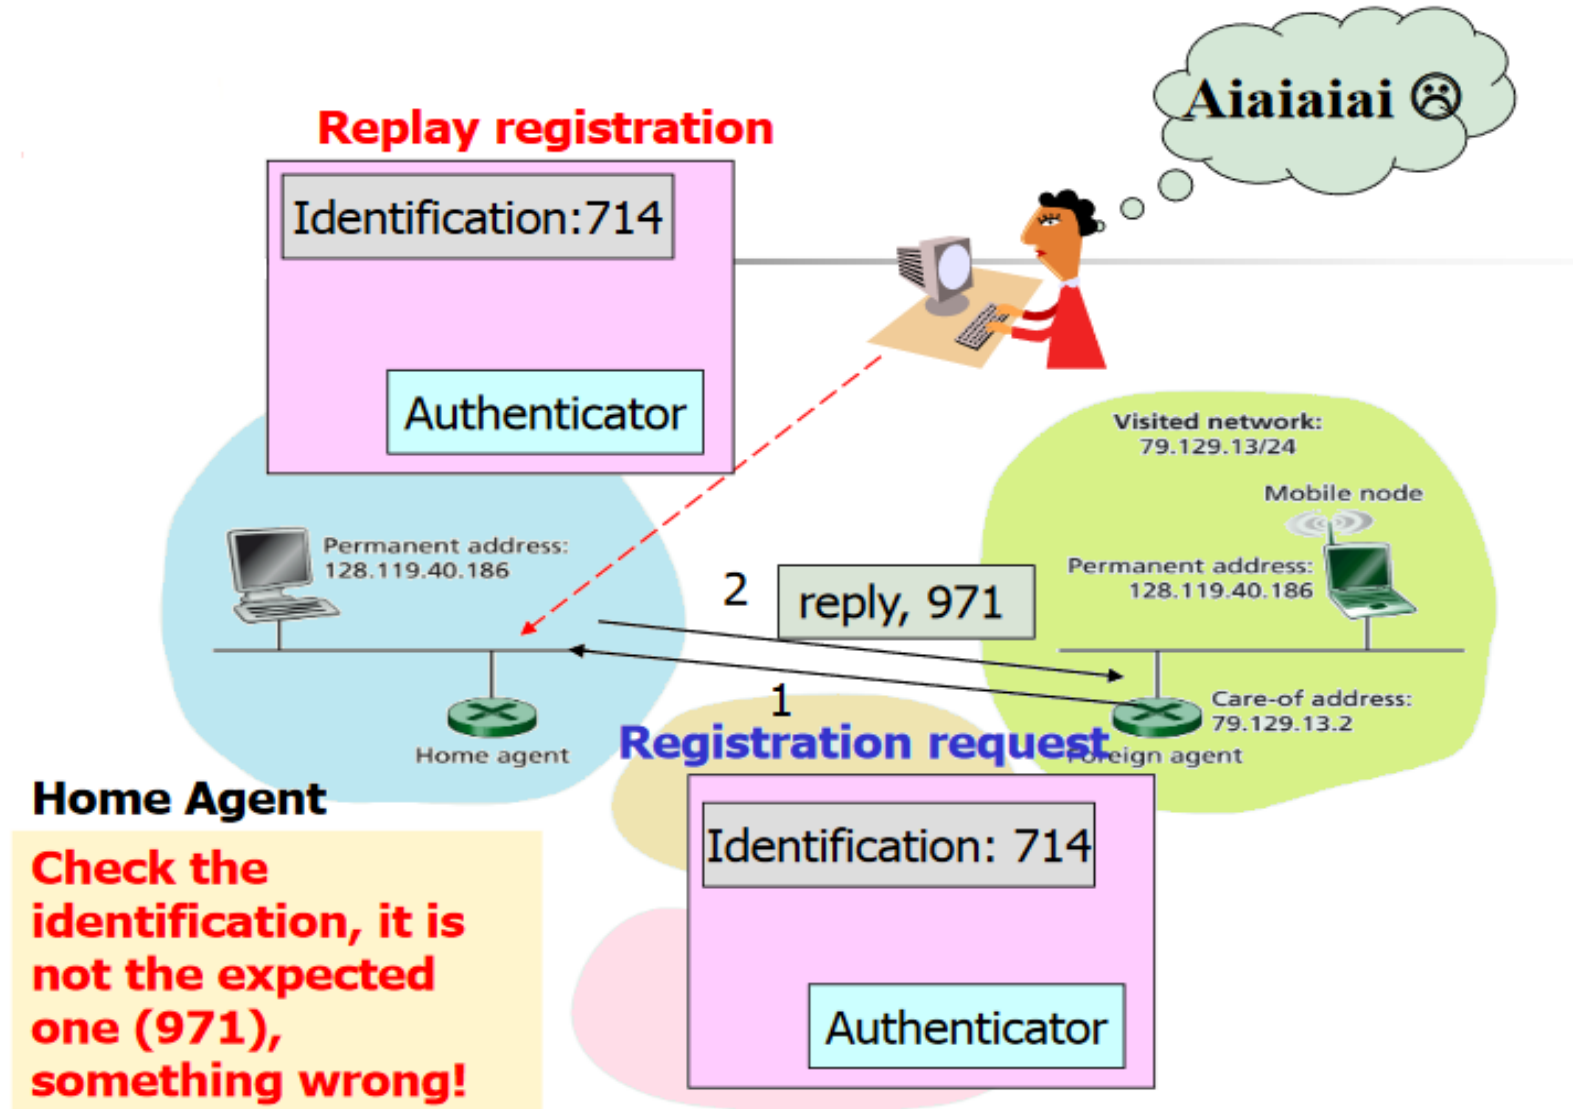 Aiaiaiai ☹
Replay registration
Identification:714
Authenticator
Visited network:
79.129.13/24
Mobile node
Permanent address:
128.119.40.186
Permanent address:
128.119.40.186
2
reply, 971
1
Care-of address:
79.129.13.2
Home agent
Registration request
Foreign agent
Home Agent
Identification: 714
Check the
identification, it is
not the expected
one (971),
something wrong!
Authenticator